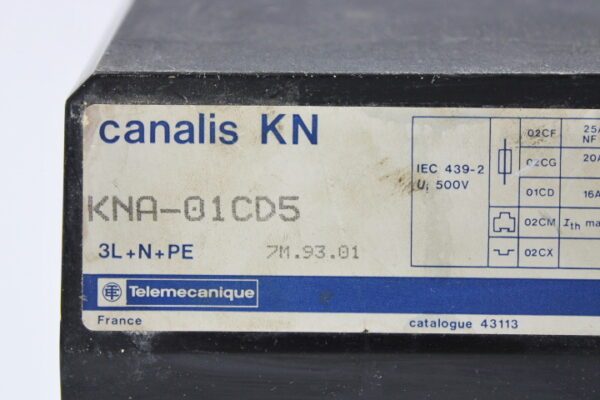 canalis KN
KNA-01CD5
3L+N+PE 7M.93.01
IEC 439-2
Ui 500V
02CF 25A
NF
02CG 20A
01CD 16A
02CM Ith ma
02CX
Telemecanique
France catalogue 43113